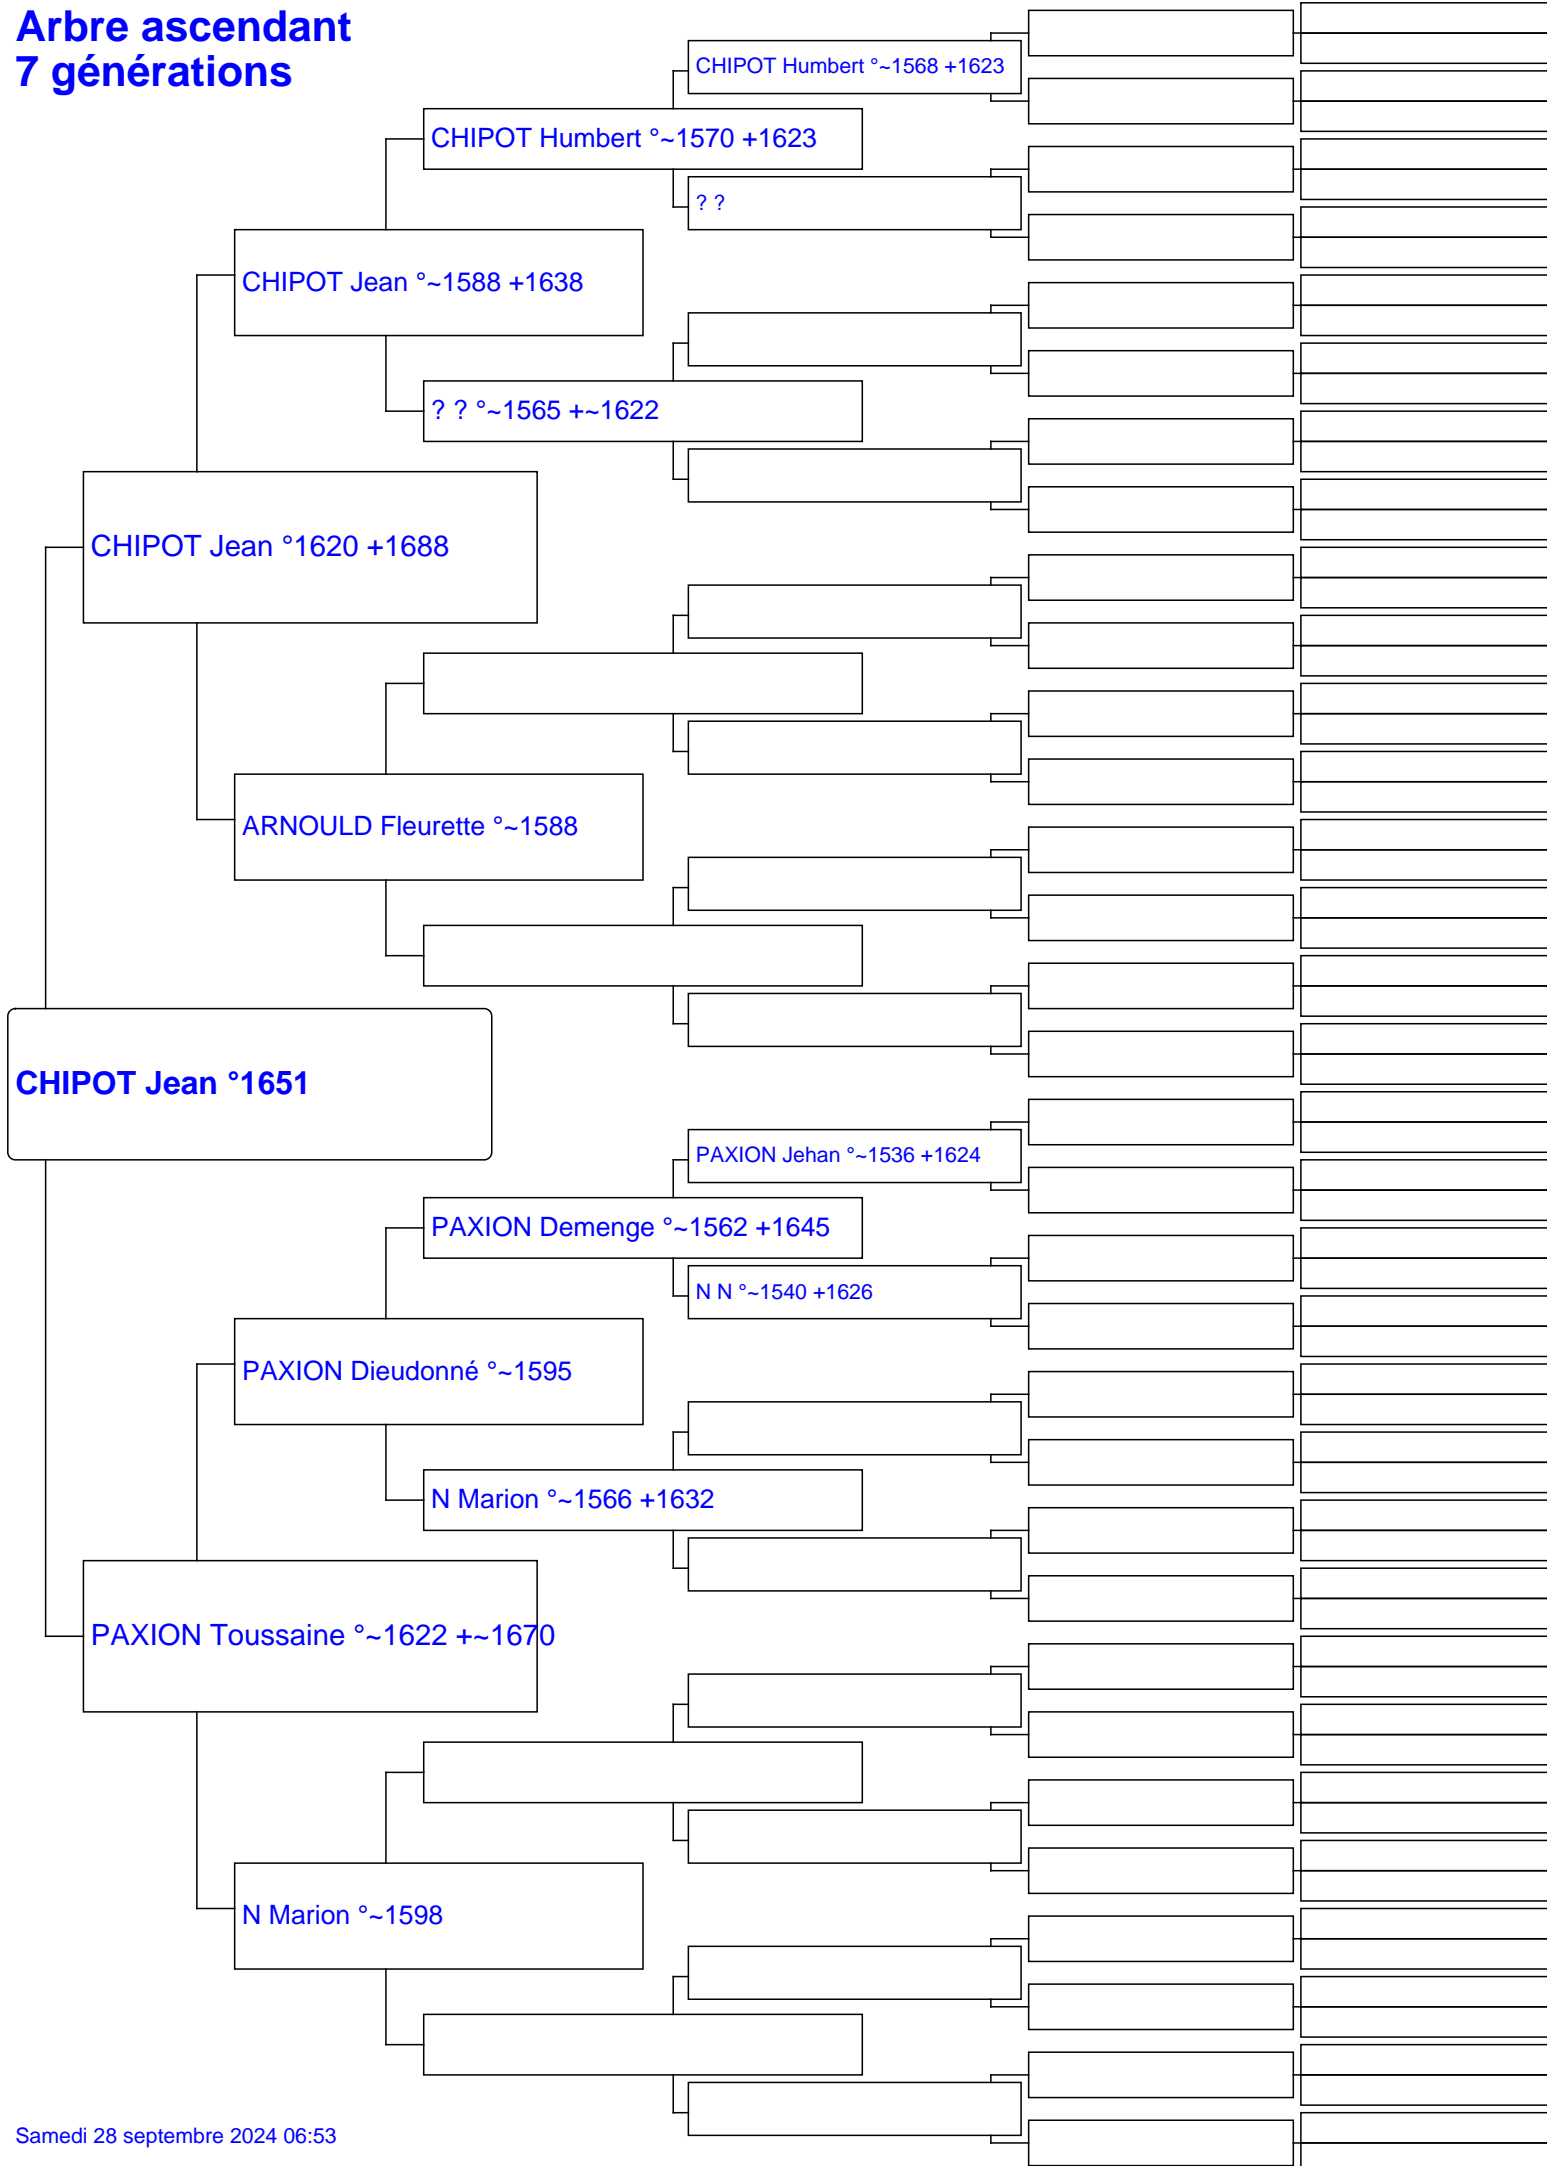 Arbre ascendant
7 générations
CHIPOT Humbert °~1568 +1623
CHIPOT Humbert °~1570 +1623
? ?
CHIPOT Jean °~1588 +1638
? ? °~1565 +~1622
CHIPOT Jean °1620 +1688
ARNOULD Fleurette °~1588
CHIPOT Jean °1651
PAXION Jehan °~1536 +1624
PAXION Demenge °~1562 +1645
N N °~1540 +1626
PAXION Dieudonné °~1595
N Marion °~1566 +1632
PAXION Toussaine °~1622 +~1670
N Marion °~1598
Samedi 28 septembre 2024 06:53